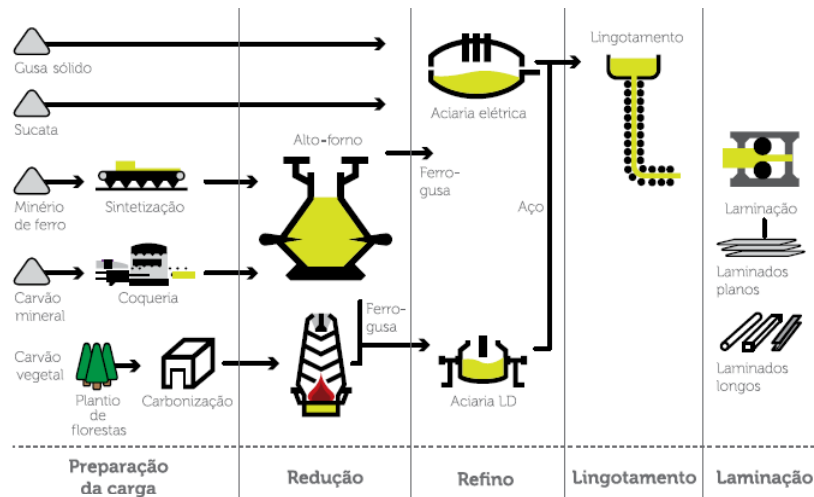 Gusa sólido
Sucata
Minério
de ferro
Sintetização
Carvão
mineral
Coqueria
Carvão
vegetal
Plantio
de
florestas
Carbonização
Alto-forno
Ferro-
gusa
Ferro-
gusa
Aciaria elétrica
Aço
Aciaria LD
Lingotamento
Laminação
Laminados
planos
Laminados
longos
Preparação
da carga
Redução
Refino
Lingotamento
Laminação